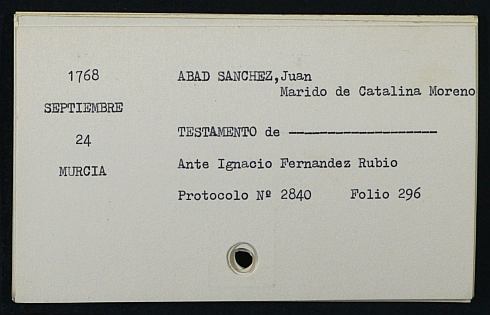 1768
SEPTIEMBRE
24
MURCIA
ABAD SANCHEZ, Juan
Marido de Catalina Moreno
TESTAMENTO de -------------------
Ante Ignacio Fernandez Rubio
Protocolo Nº 2840 Folio 296